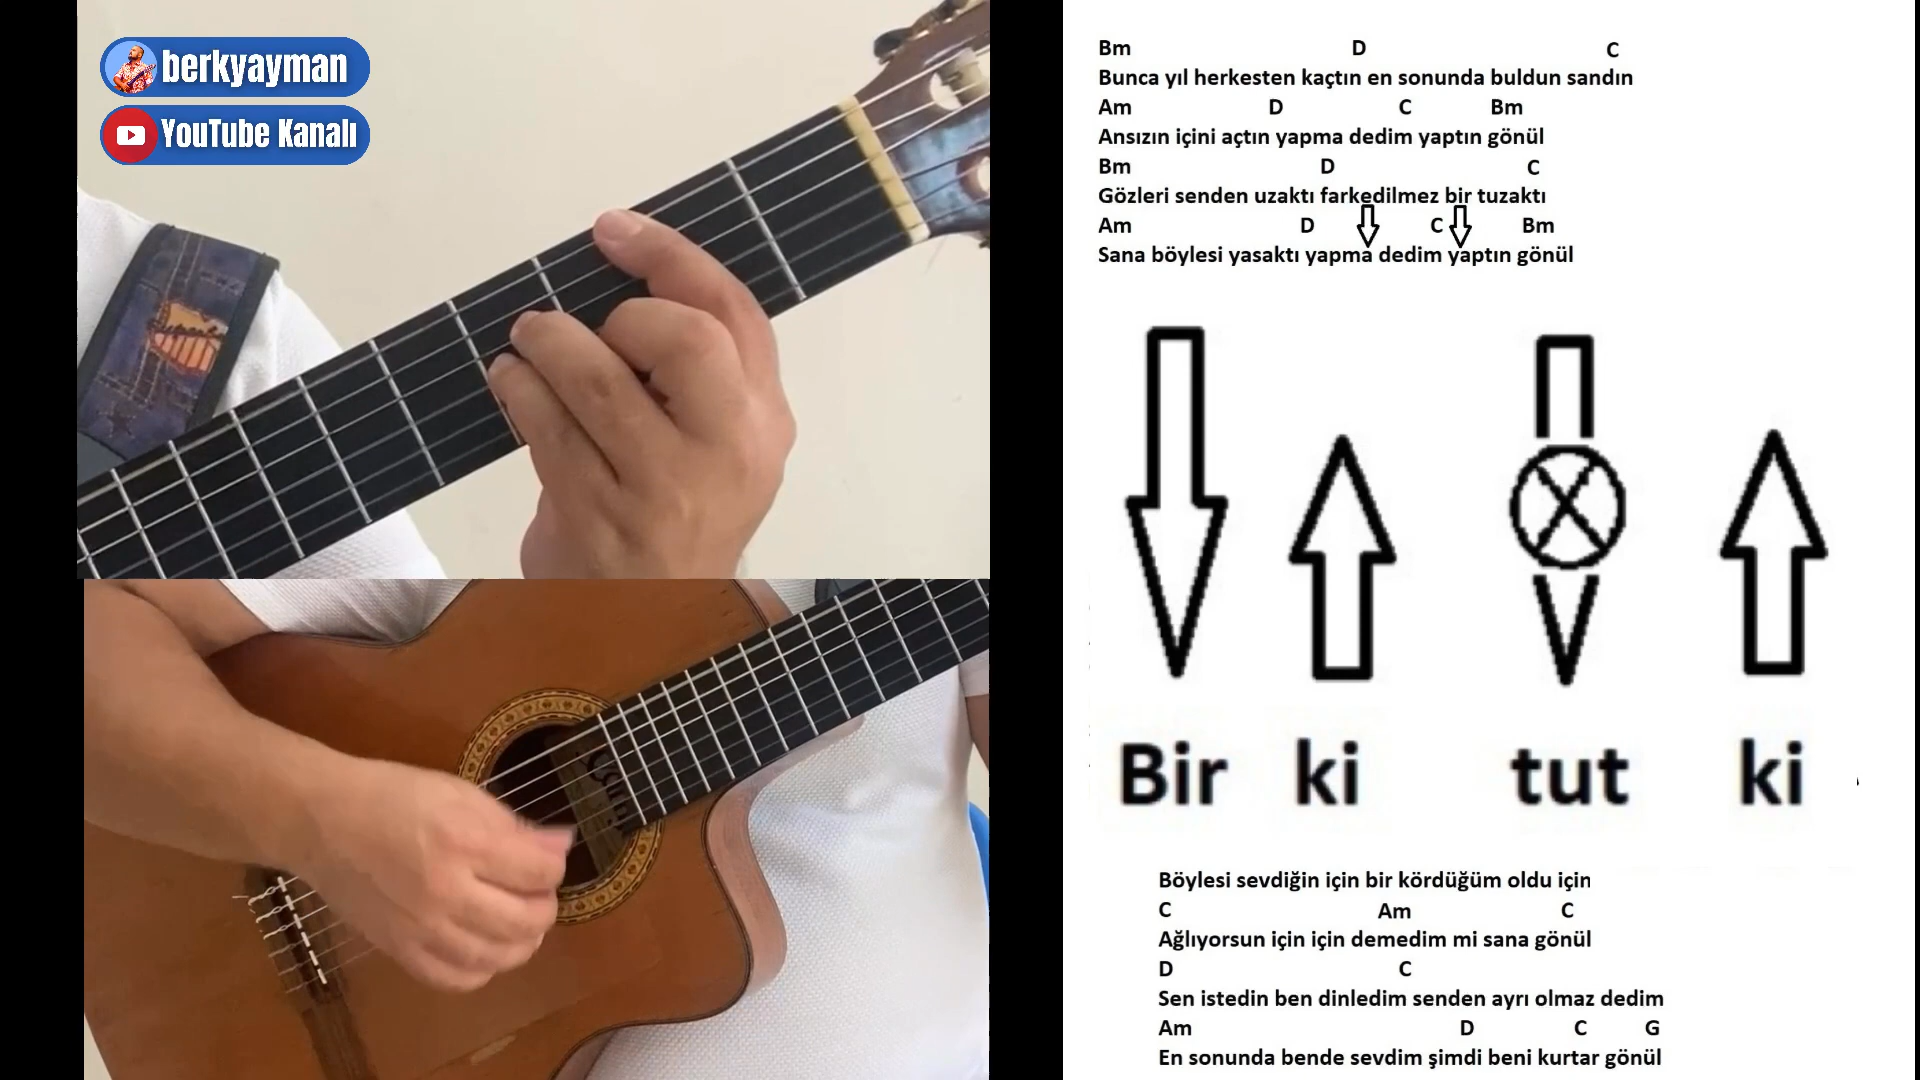 berkyayman
YouTube Kanalı
Bm D C
Bunca yıl herkesten kaçtın en sonunda buldun sandın
Am D C Bm
Ansızın içini açtın yapma dedim yaptın gönül
Bm D C
Gözleri senden uzaktı farkedilmez bir tuzaktı
Am D C Bm
Sana böylesi yasaktı yapma dedim yaptın gönül
Bir ki tut ki
Böylesi sevdiğin için bir kördüğüm oldu için
C Am C
Ağlıyorsun için için demedim mi sana gönül
D C
Sen istedin ben dinledim senden ayrı olmaz dedim
Am D C G
En sonunda bende sevdim şimdi beni kurtar gönül